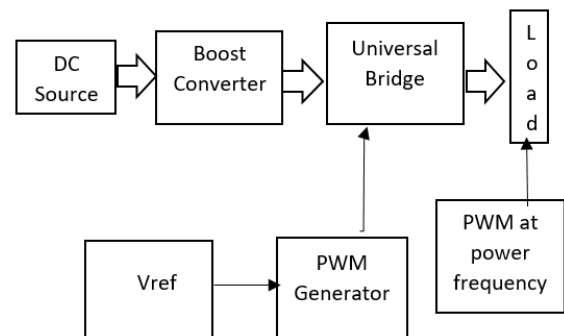 DC
Source
Boost
Converter
Universal
Bridge
L
o
a
d
Vref
PWM
Generator
PWM at
power
frequency